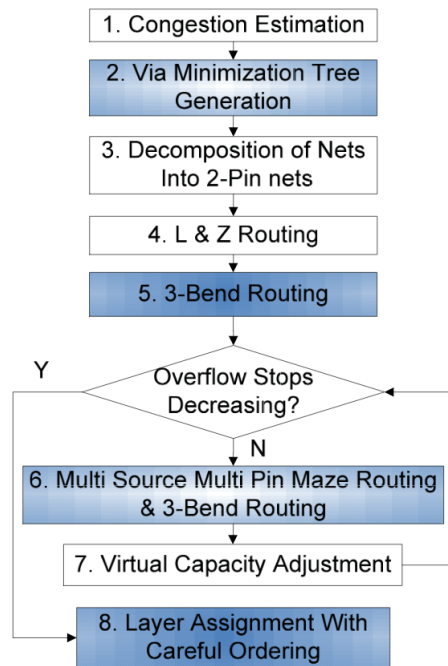 1. Congestion Estimation
2. Via Minimization Tree
Generation
3. Decomposition of Nets
Into 2-Pin nets
4. L & Z Routing
5. 3-Bend Routing
Y
Overflow Stops
Decreasing?
N
6. Multi Source Multi Pin Maze Routing
& 3-Bend Routing
7. Virtual Capacity Adjustment
8. Layer Assignment With
Careful Ordering